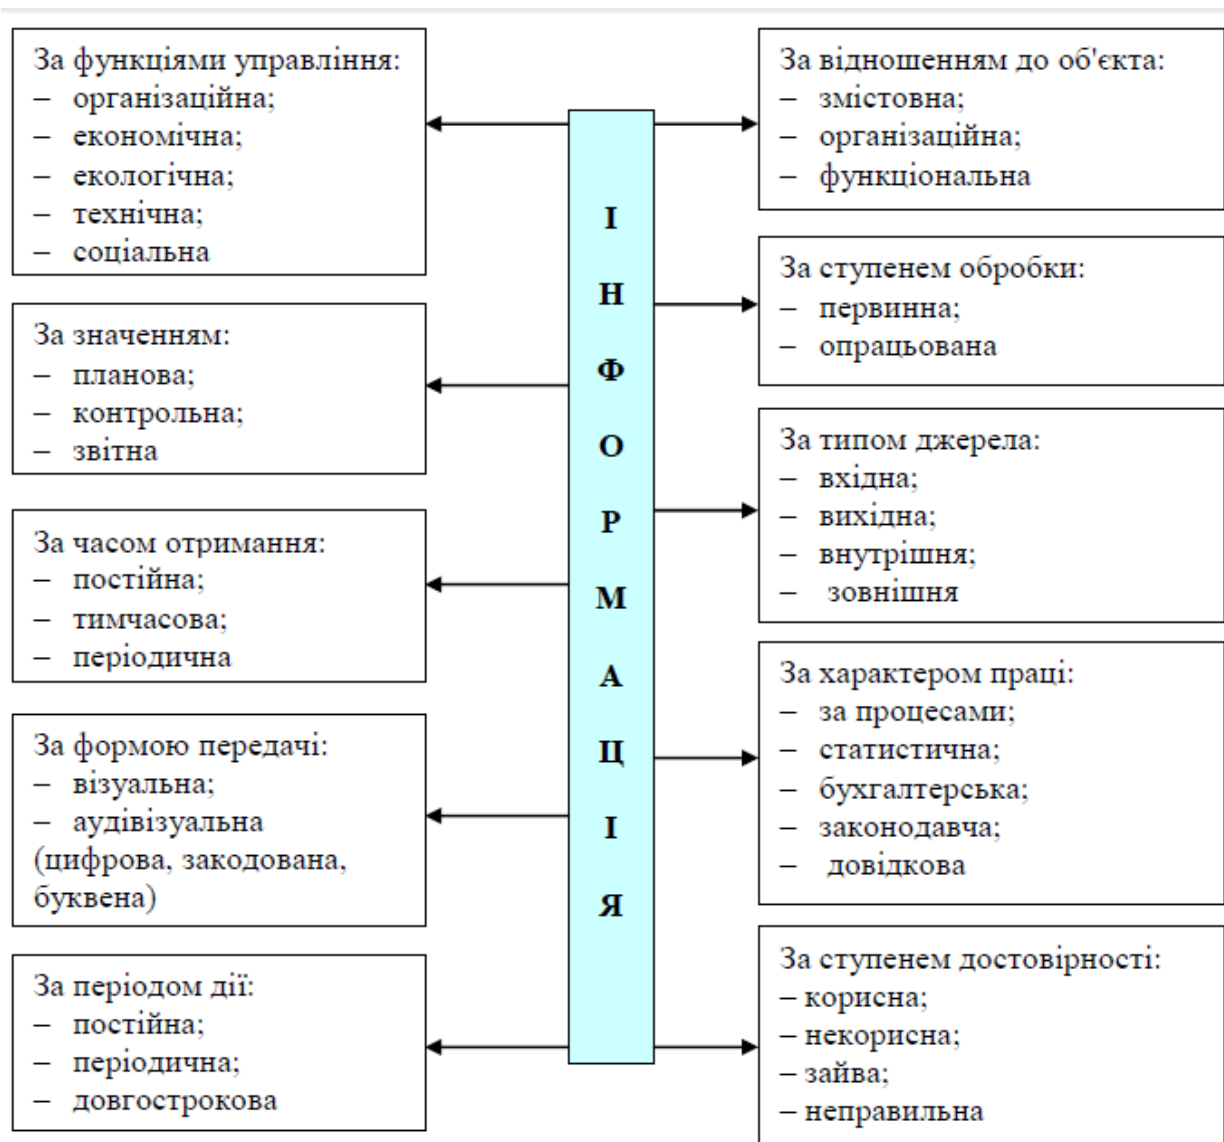 За функціями управління:
– організаційна;
– економічна;
– екологічна;
– технічна;
– соціальна
За значенням:
– планова;
– контрольна;
– звітна
За часом отримання:
– постійна;
– тимчасова;
– періодична
За формою передачі:
– візуальна;
– аудівізуальна
(цифрова, закодована,
буквена)
За періодом дії:
– постійна;
– періодична;
– довгострокова
І
Н
Ф
О
Р
М
А
Ц
І
Я
За відношенням до об'єкта:
– змістовна;
– організаційна;
– функціональна
За ступенем обробки:
– первинна;
– опрацьована
За типом джерела:
– вхідна;
– вихідна;
– внутрішня;
– зовнішня
За характером праці:
– за процесами;
– статистична;
– бухгалтерська;
– законодавча;
– довідкова
За ступенем достовірності:
– корисна;
– некорисна;
– зайва;
– неправильна